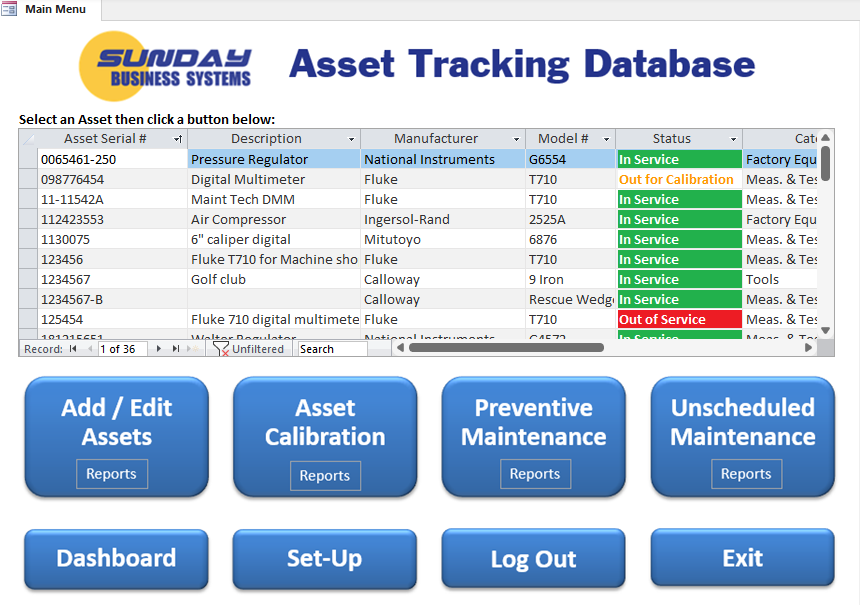 Main Menu
SUNDAY
BUSINESS SYSTEMS
Asset Tracking Database
Select an Asset then click a button below:
Asset Serial # Description Manufacturer Model # Status Cate
0065461-250 Pressure Regulator National Instruments G6554 In Service Factory Equ
098776454 Digital Multimeter Fluke T710 Out for Calibration Meas. & Tes
11-11542A Maint Tech DMM Fluke T710 In Service Meas. & Tes
112423553 Air Compressor Ingersol-Rand 2525A In Service Factory Equ
1130075 6" caliper digital Mitutoyo 6876 In Service Meas. & Tes
123456 Fluke T710 for Machine sho Fluke T710 In Service Meas. & Tes
1234567 Golf club Calloway 9 Iron In Service Tools
1234567-B Calloway Rescue Wedg In Service Meas. & Tes
125454 Fluke 710 digital multimete Fluke T710 Out of Service Meas. & Tes
181215651 Walter Regulator National Instruments G4572 In Service Meas. & Tes
Record: 1 of 36 Unfiltered Search
Add / Edit
Assets
Reports
Asset
Calibration
Reports
Preventive
Maintenance
Reports
Unscheduled
Maintenance
Reports
Dashboard Set-Up Log Out Exit